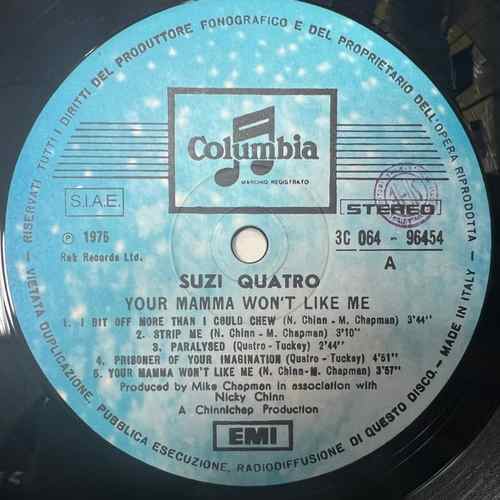 RISERVATI TUTTI I DIRITTI DEL PRODUTTORE FONOGRAFICO E DEL PROPRIETARIO DELL'OPERA RIPRODOTTA
Columbia
MARCHIO REGISTRATO
S.I.A.E.
STEREO
℗ 1975
Rak Records Ltd.
3C 064 - 96454
A
SUZI QUATRO
YOUR MAMMA WON'T LIKE ME
1. I BIT OFF MORE THAN I COULD CHEW (N. Chinn - M. Chapman) 3'44"
2. STRIP ME (N. Chinn - M. Chapman) 3'10"
3. PARALYSED (Quatro - Tuckey) 2'44"
4. PRISONER OF YOUR IMAGINATION (Quatro - Tuckey) 4'51"
5. YOUR MAMMA WON'T LIKE ME (N. Chinn - M. Chapman) 3'57"
Produced by Mike Chapman in association with
Nicky Chinn
A Chinnichap Production
EMI
VIETATA DUPLICAZIONE, PUBBLICA ESECUZIONE, RADIODIFFUSIONE DI QUESTO DISCO. - MADE IN ITALY -